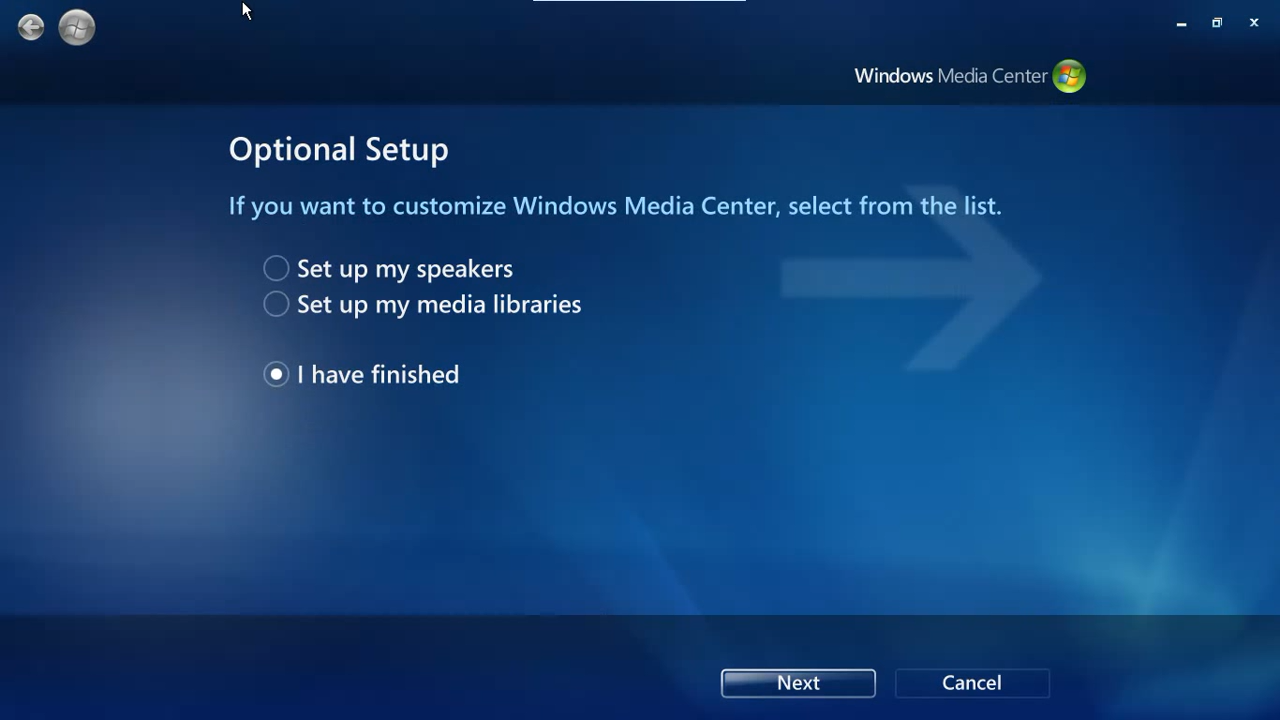 Windows Media Center
Optional Setup
If you want to customize Windows Media Center, select from the list.
Set up my speakers
Set up my media libraries
I have finished
Next
Cancel